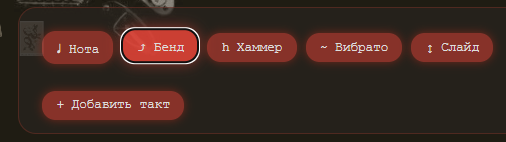 ♩ Нота ⤴ Бенд h Хаммер ~ Вибрато ↕ Слайд
+ Добавить такт